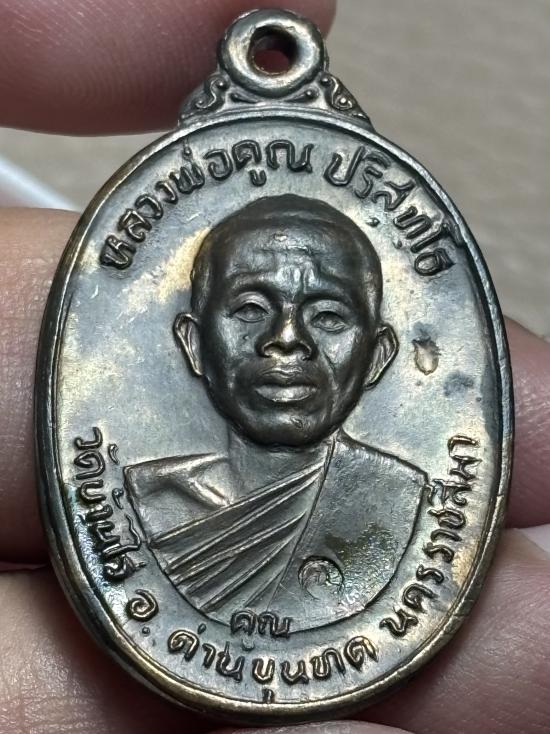 หลวงพ่อคูณ ปริสุทฺโธ
คูณ
วัดบ้านไร่ อ. ด่านขุนทด นครราชสีมา